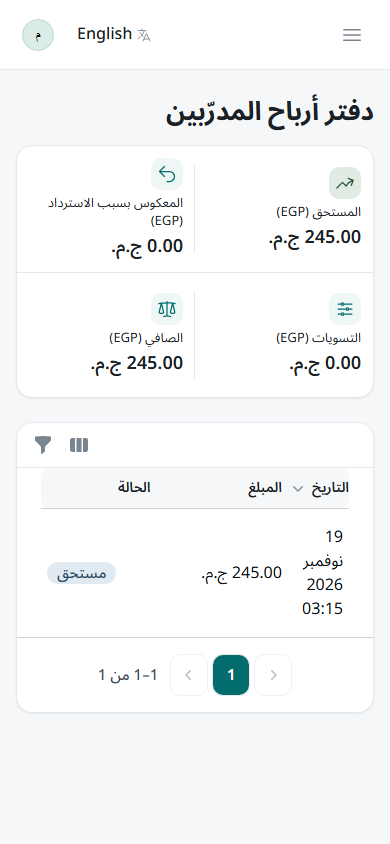 م
English
دفتر أرباح المدرّبين
المستحق (EGP)
245.00 ج.م.
المعكوس بسبب الاسترداد
(EGP)
0.00 ج.م.
التسويات (EGP)
0.00 ج.م.
الصافي (EGP)
245.00 ج.م.
التاريخ
المبلغ
الحالة
19
نوفمبر
2026
03:15
245.00 ج.م.
مستحق
1
1–1 من 1